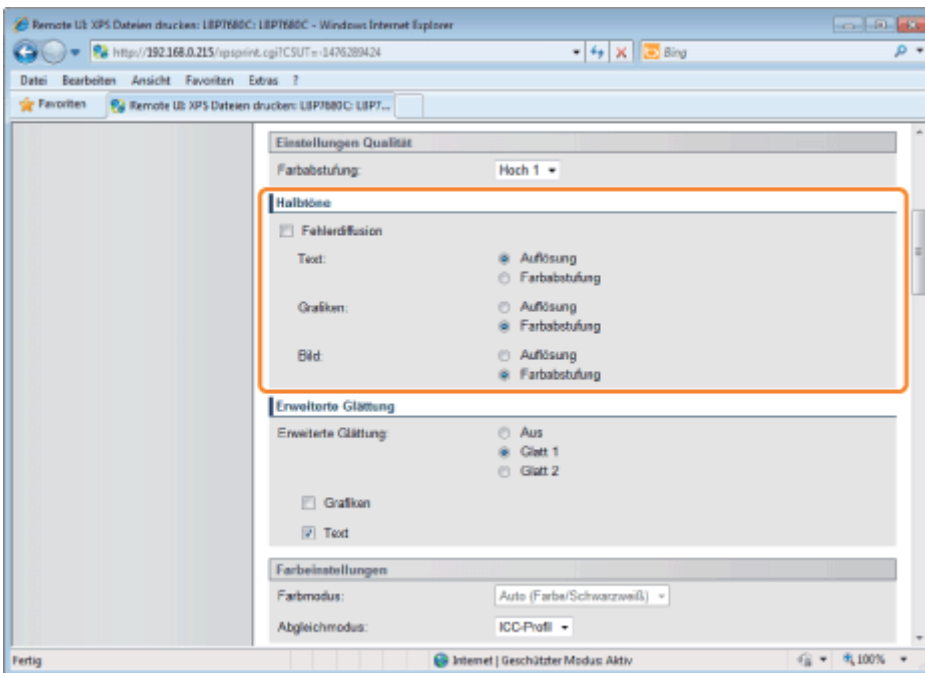 Remote UI: XPS Dateien drucken: LBP7680C: LBP7680C - Windows Internet Explorer
http://192.168.0.215/xpsprint.cgi?CSUT=-1476289424
Bing
Datei Bearbeiten Ansicht Favoriten Extras ?
Favoriten Remote UI: XPS Dateien drucken: LBP7680C: LBP7...
Einstellungen Qualität
Farbabstufung: Hoch 1
Halbtöne
Fehlerdiffusion
Text: Auflösung
Farbabstufung
Grafiken: Auflösung
Farbabstufung
Bild: Auflösung
Farbabstufung
Erweiterte Glättung
Erweiterte Glättung: Aus
Glatt 1
Glatt 2
Grafiken
Text
Farbeinstellungen
Farbmodus: Auto (Farbe/Schwarzweiß)
Abgleichmodus: ICC-Profil
Fertig Internet | Geschützter Modus: Aktiv 100%